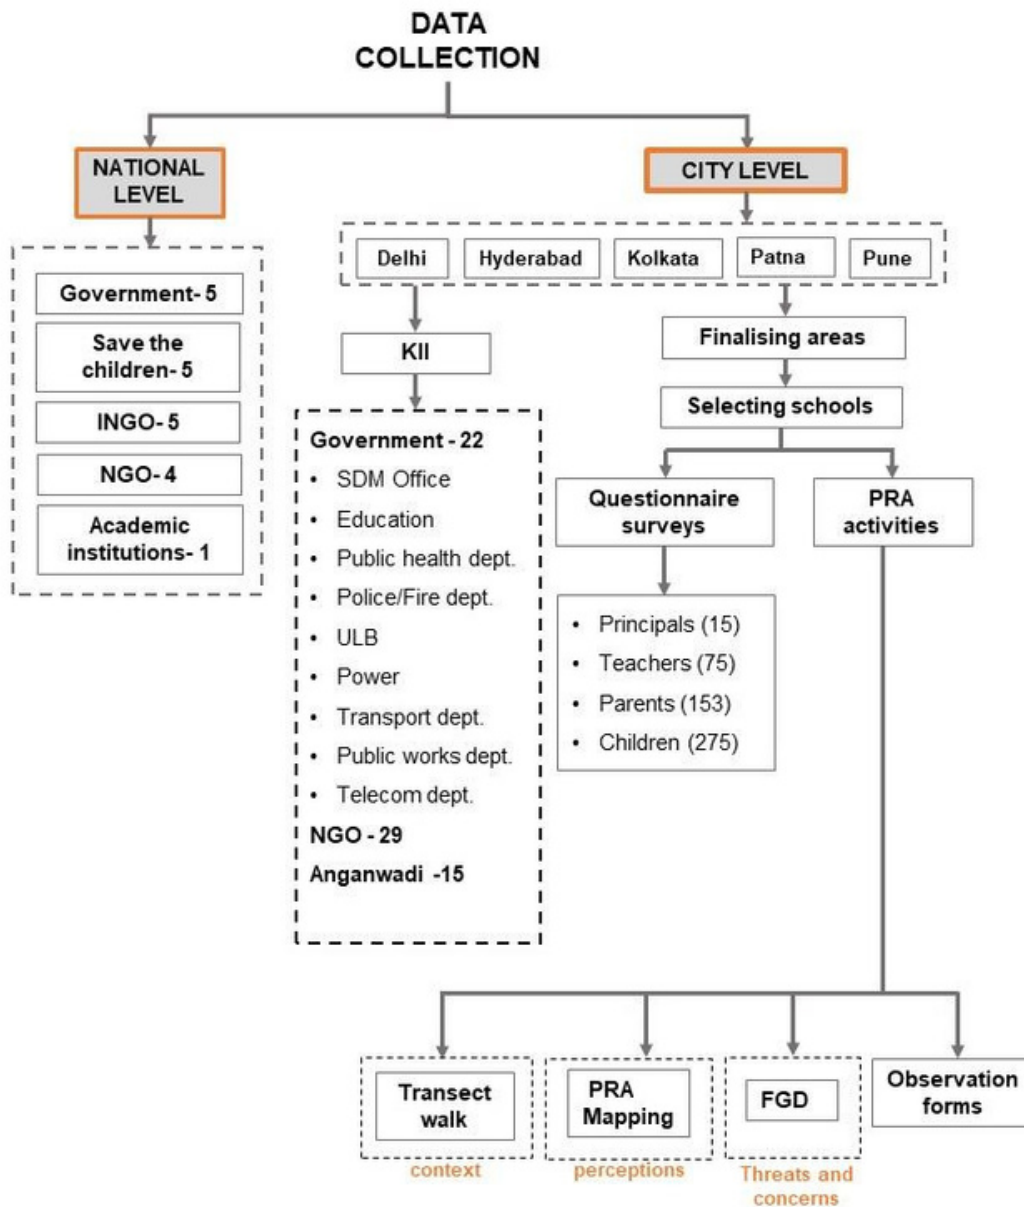 DATA
COLLECTION
NATIONAL
LEVEL
CITY LEVEL
Government- 5
Save the
children- 5
INGO- 5
NGO- 4
Academic
institutions- 1
Delhi
Hyderabad
Kolkata
Patna
Pune
KII
Government - 22
• SDM Office
• Education
• Public health dept.
• Police/Fire dept.
• ULB
• Power
• Transport dept.
• Public works dept.
• Telecom dept.
NGO - 29
Anganwadi -15
Finalising areas
Selecting schools
Questionnaire
surveys
PRA
activities
• Principals (15)
• Teachers (75)
• Parents (153)
• Children (275)
Transect
walk
context
PRA
Mapping
perceptions
FGD
Threats and
concerns
Observation
forms